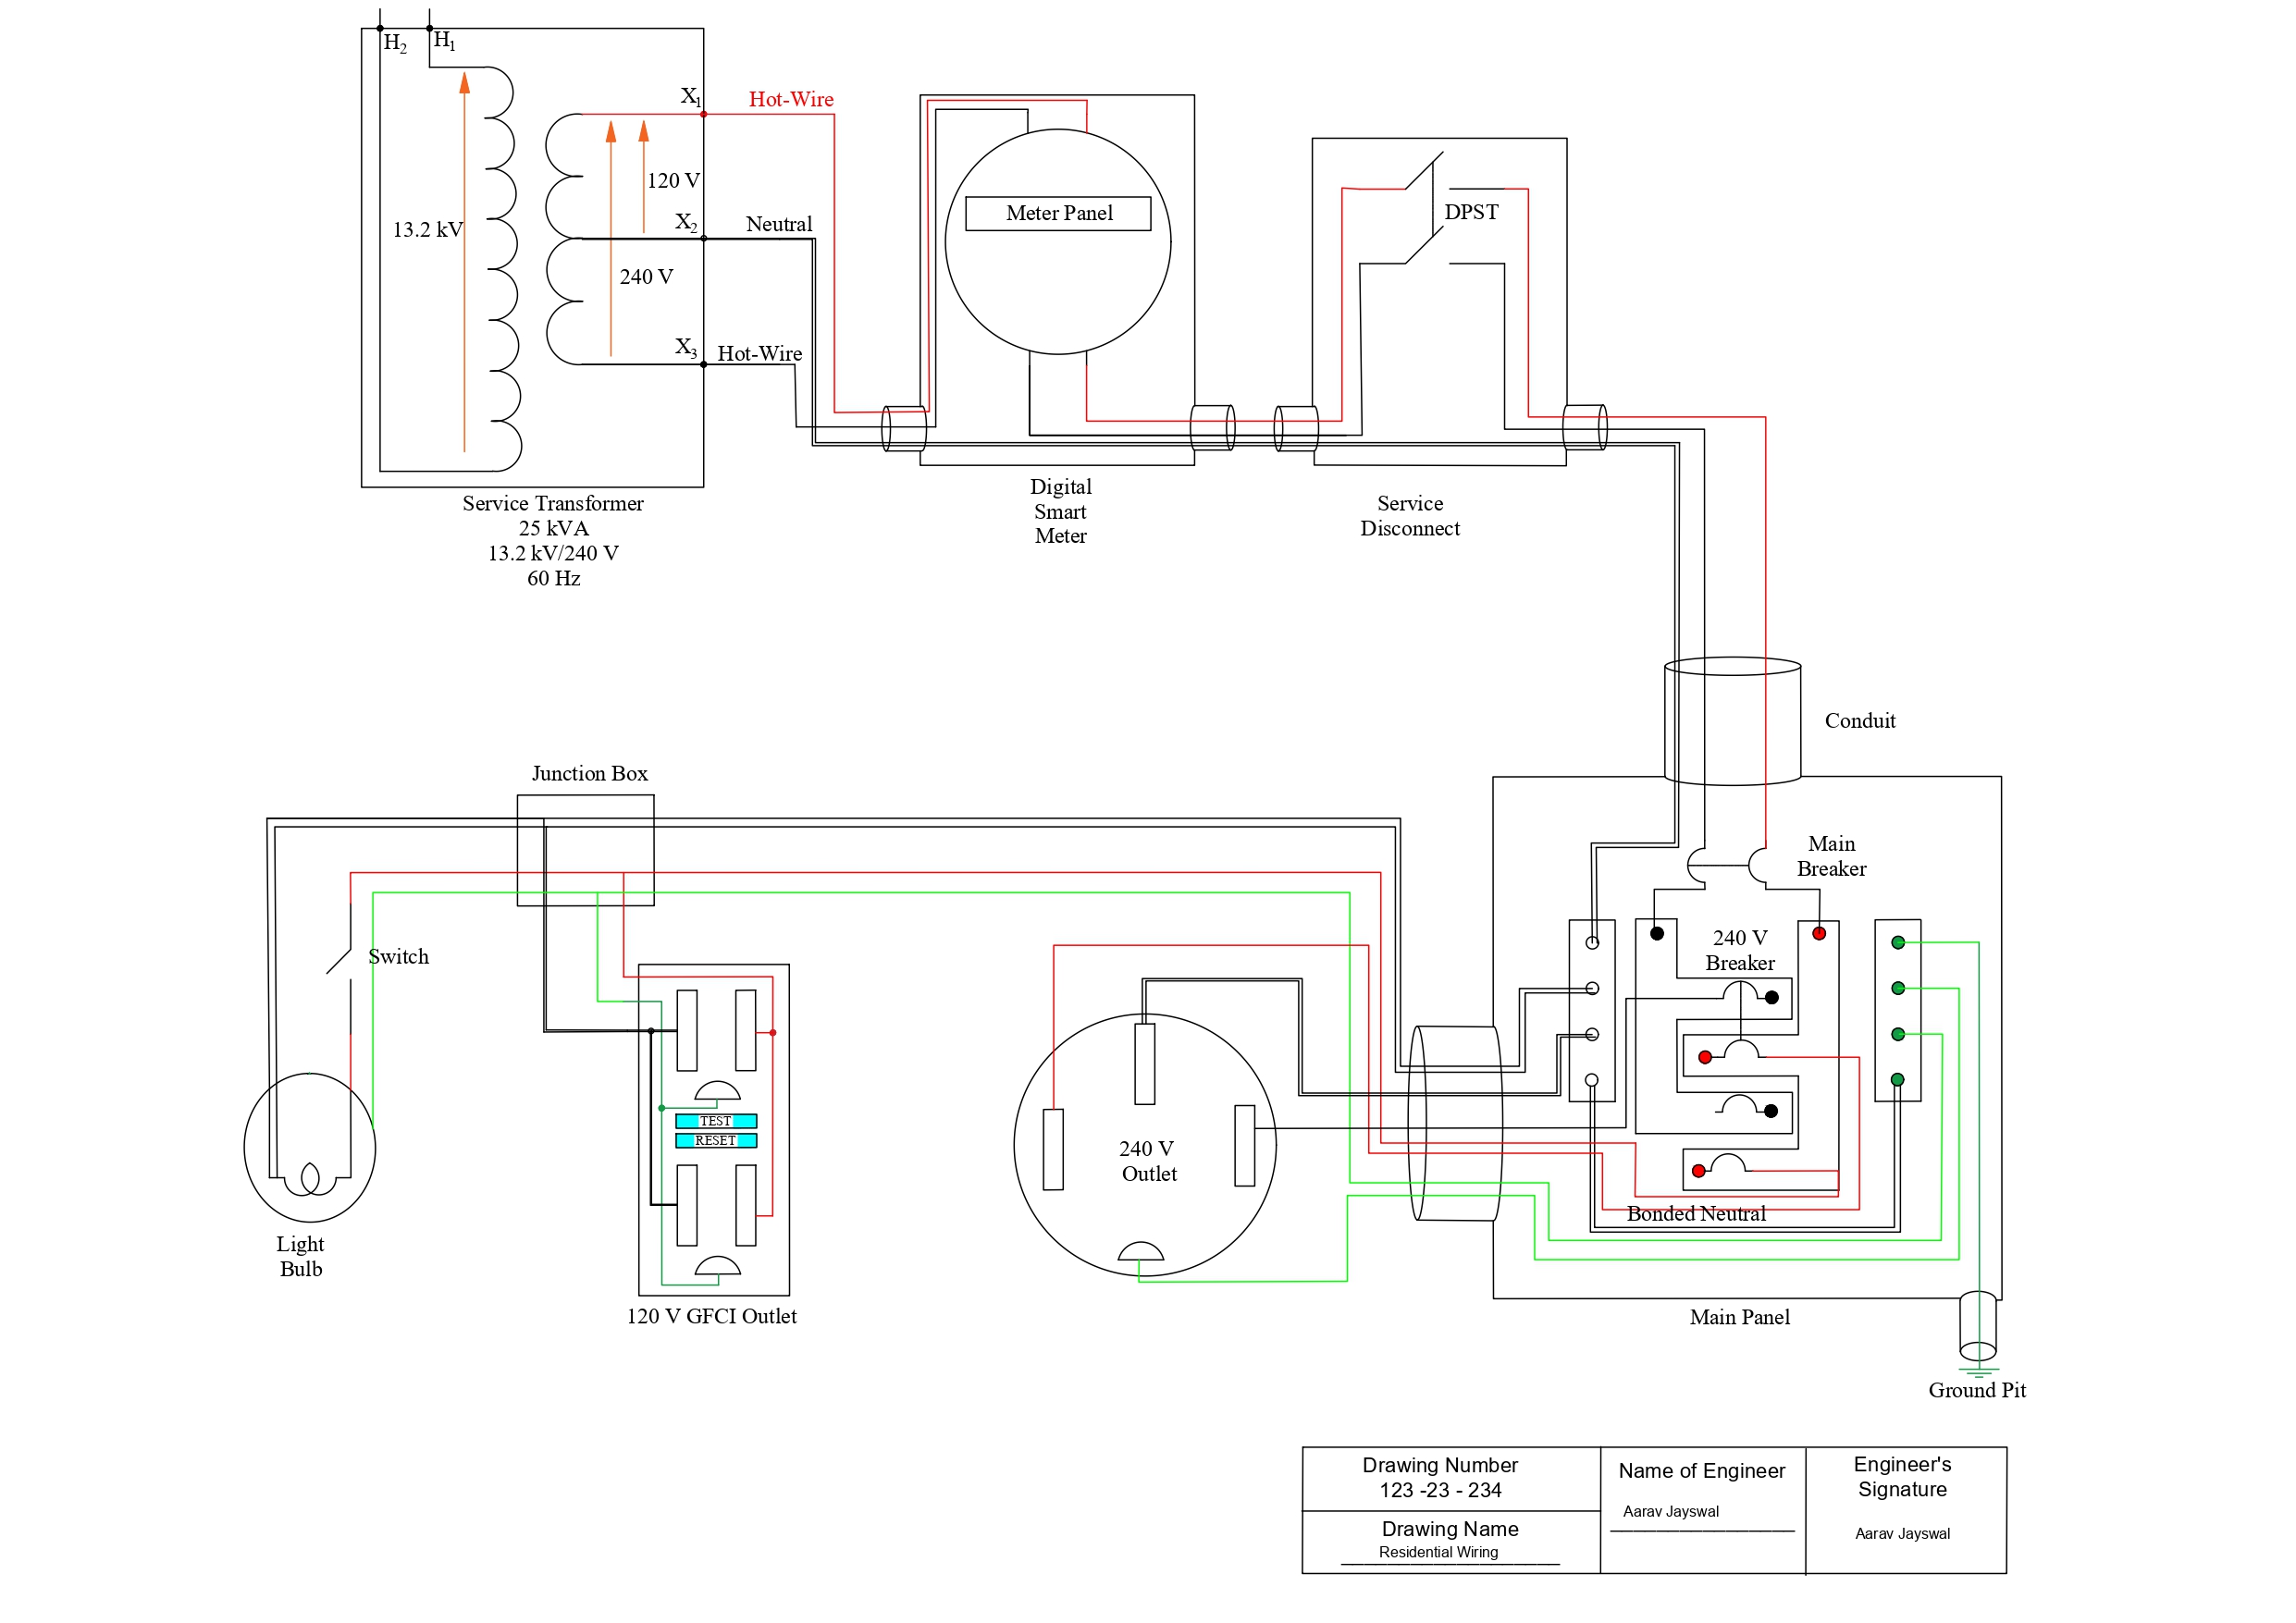 H2
H1
X1
Hot-Wire
120 V
13.2 kV
X2
Neutral
240 V
X3
Hot-Wire
Service Transformer
25 kVA
13.2 kV/240 V
60 Hz
Meter Panel
Digital
Smart
Meter
DPST
Service
Disconnect
Conduit
Junction Box
Main
Breaker
240 V
Breaker
Switch
TEST
RESET
240 V
Outlet
Bonded Neutral
Light
Bulb
120 V GFCI Outlet
Main Panel
Ground Pit
Drawing Number
123 -23 - 234
Drawing Name
Residential Wiring
Name of Engineer
Aarav Jayswal
Engineer's
Signature
Aarav Jayswal